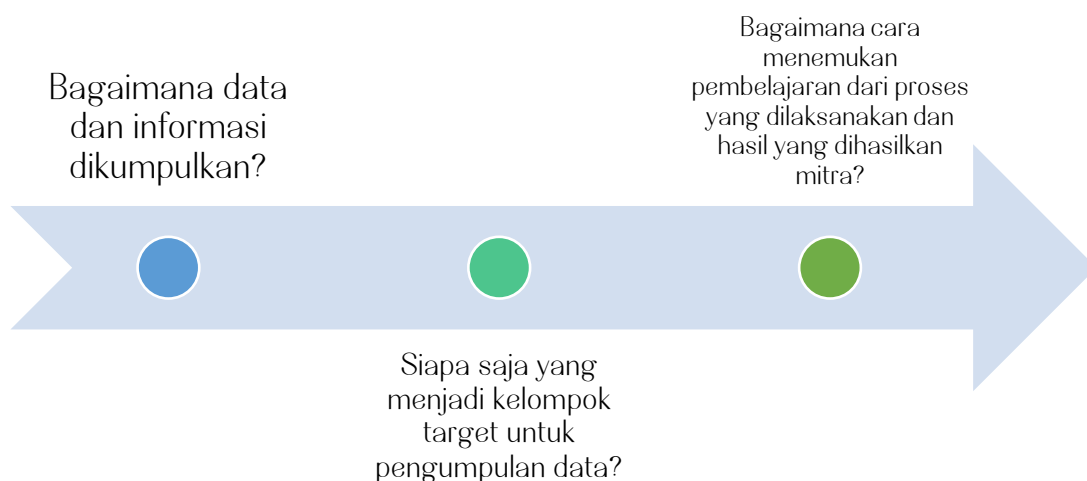 Bagaimana data
dan informasi
dikumpulkan?
Siapa saja yang
menjadi kelompok
target untuk
pengumpulan data?
Bagaimana cara
menemukan
pembelajaran dari proses
yang dilaksanakan dan
hasil yang dihasilkan
mitra?